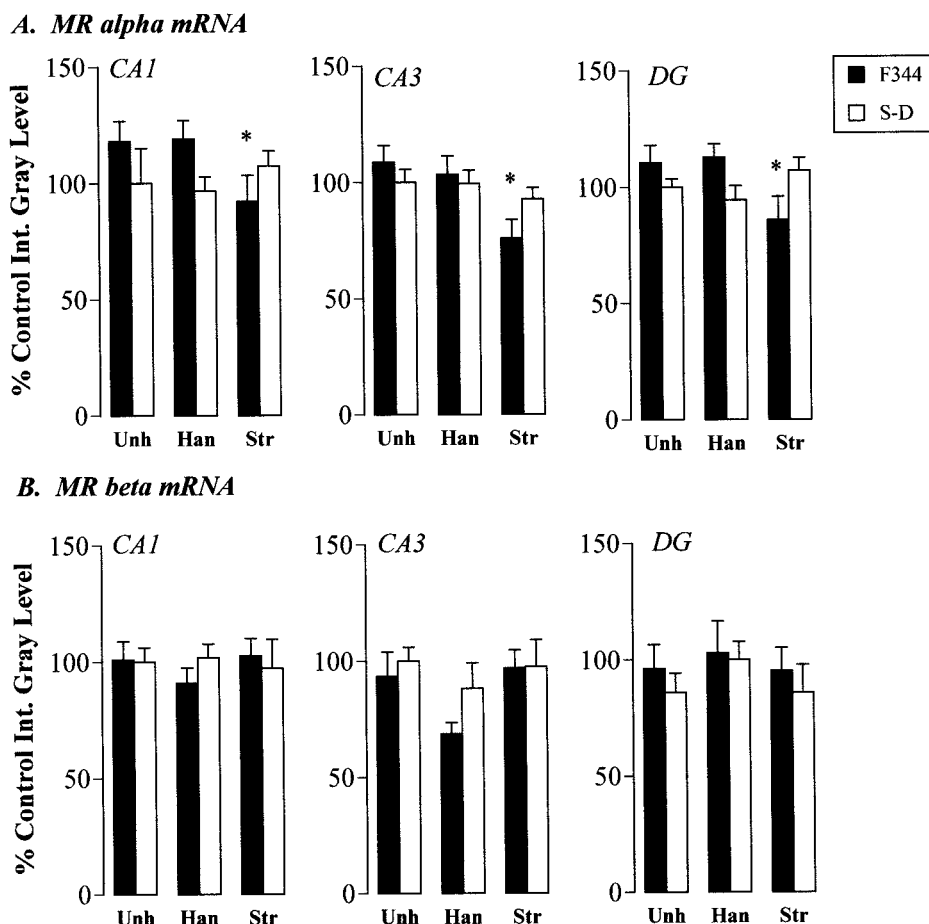 A. MR alpha mRNA
% Control Int. Gray Level
150
100
50
0
CA1
*
Unh Han Str
150
100
50
0
CA3
*
Unh Han Str
150
100
50
0
DG
*
Unh Han Str
F344
S-D
B. MR beta mRNA
% Control Int. Gray Level
150
100
50
0
CA1
Unh Han Str
150
100
50
0
CA3
Unh Han Str
150
100
50
0
DG
Unh Han Str